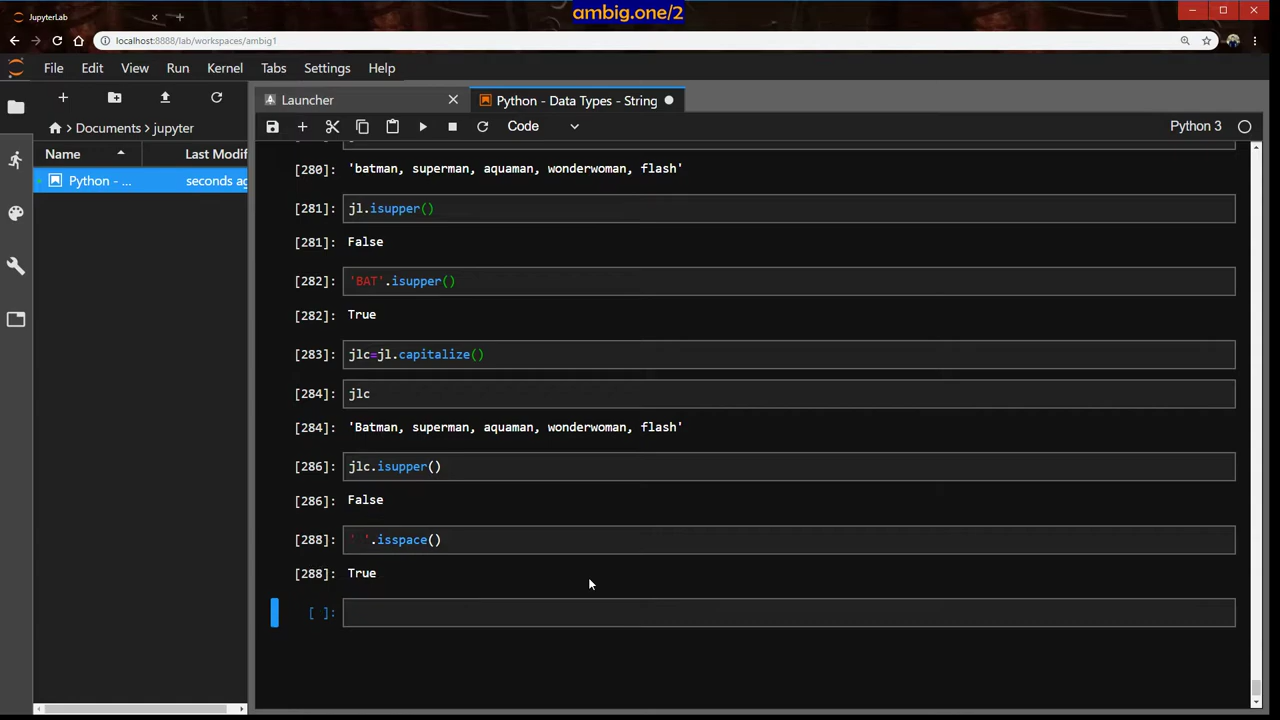 ambig.one/2
JupyterLab
localhost:8888/lab/workspaces/ambig1
File Edit View Run Kernel Tabs Settings Help
Launcher
Python - Data Types - String
Documents jupyter
Code
Python 3
Name Last Modif
Python - ... seconds ag
[280]: 'batman, superman, aquaman, wonderwoman, flash'
[281]: jl.isupper()
[281]: False
[282]: 'BAT'.isupper()
[282]: True
[283]: jlc=jl.capitalize()
[284]: jlc
[284]: 'Batman, superman, aquaman, wonderwoman, flash'
[286]: jlc.isupper()
[286]: False
[288]: ' '.isspace()
[288]: True
[ ]: